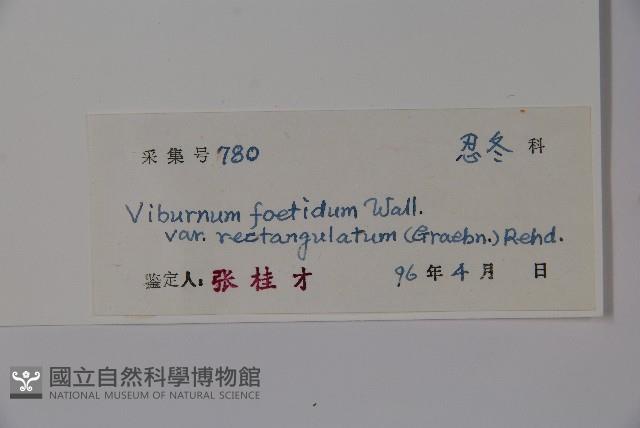 采集号 780 忍冬 科
Viburnum foetidum Wall.
var. rectangulatum (Graebn.) Rehd.
鉴定人: 张桂才 96 年 4 月 日
國立自然科學博物館
NATIONAL MUSEUM OF NATURAL SCIENCE